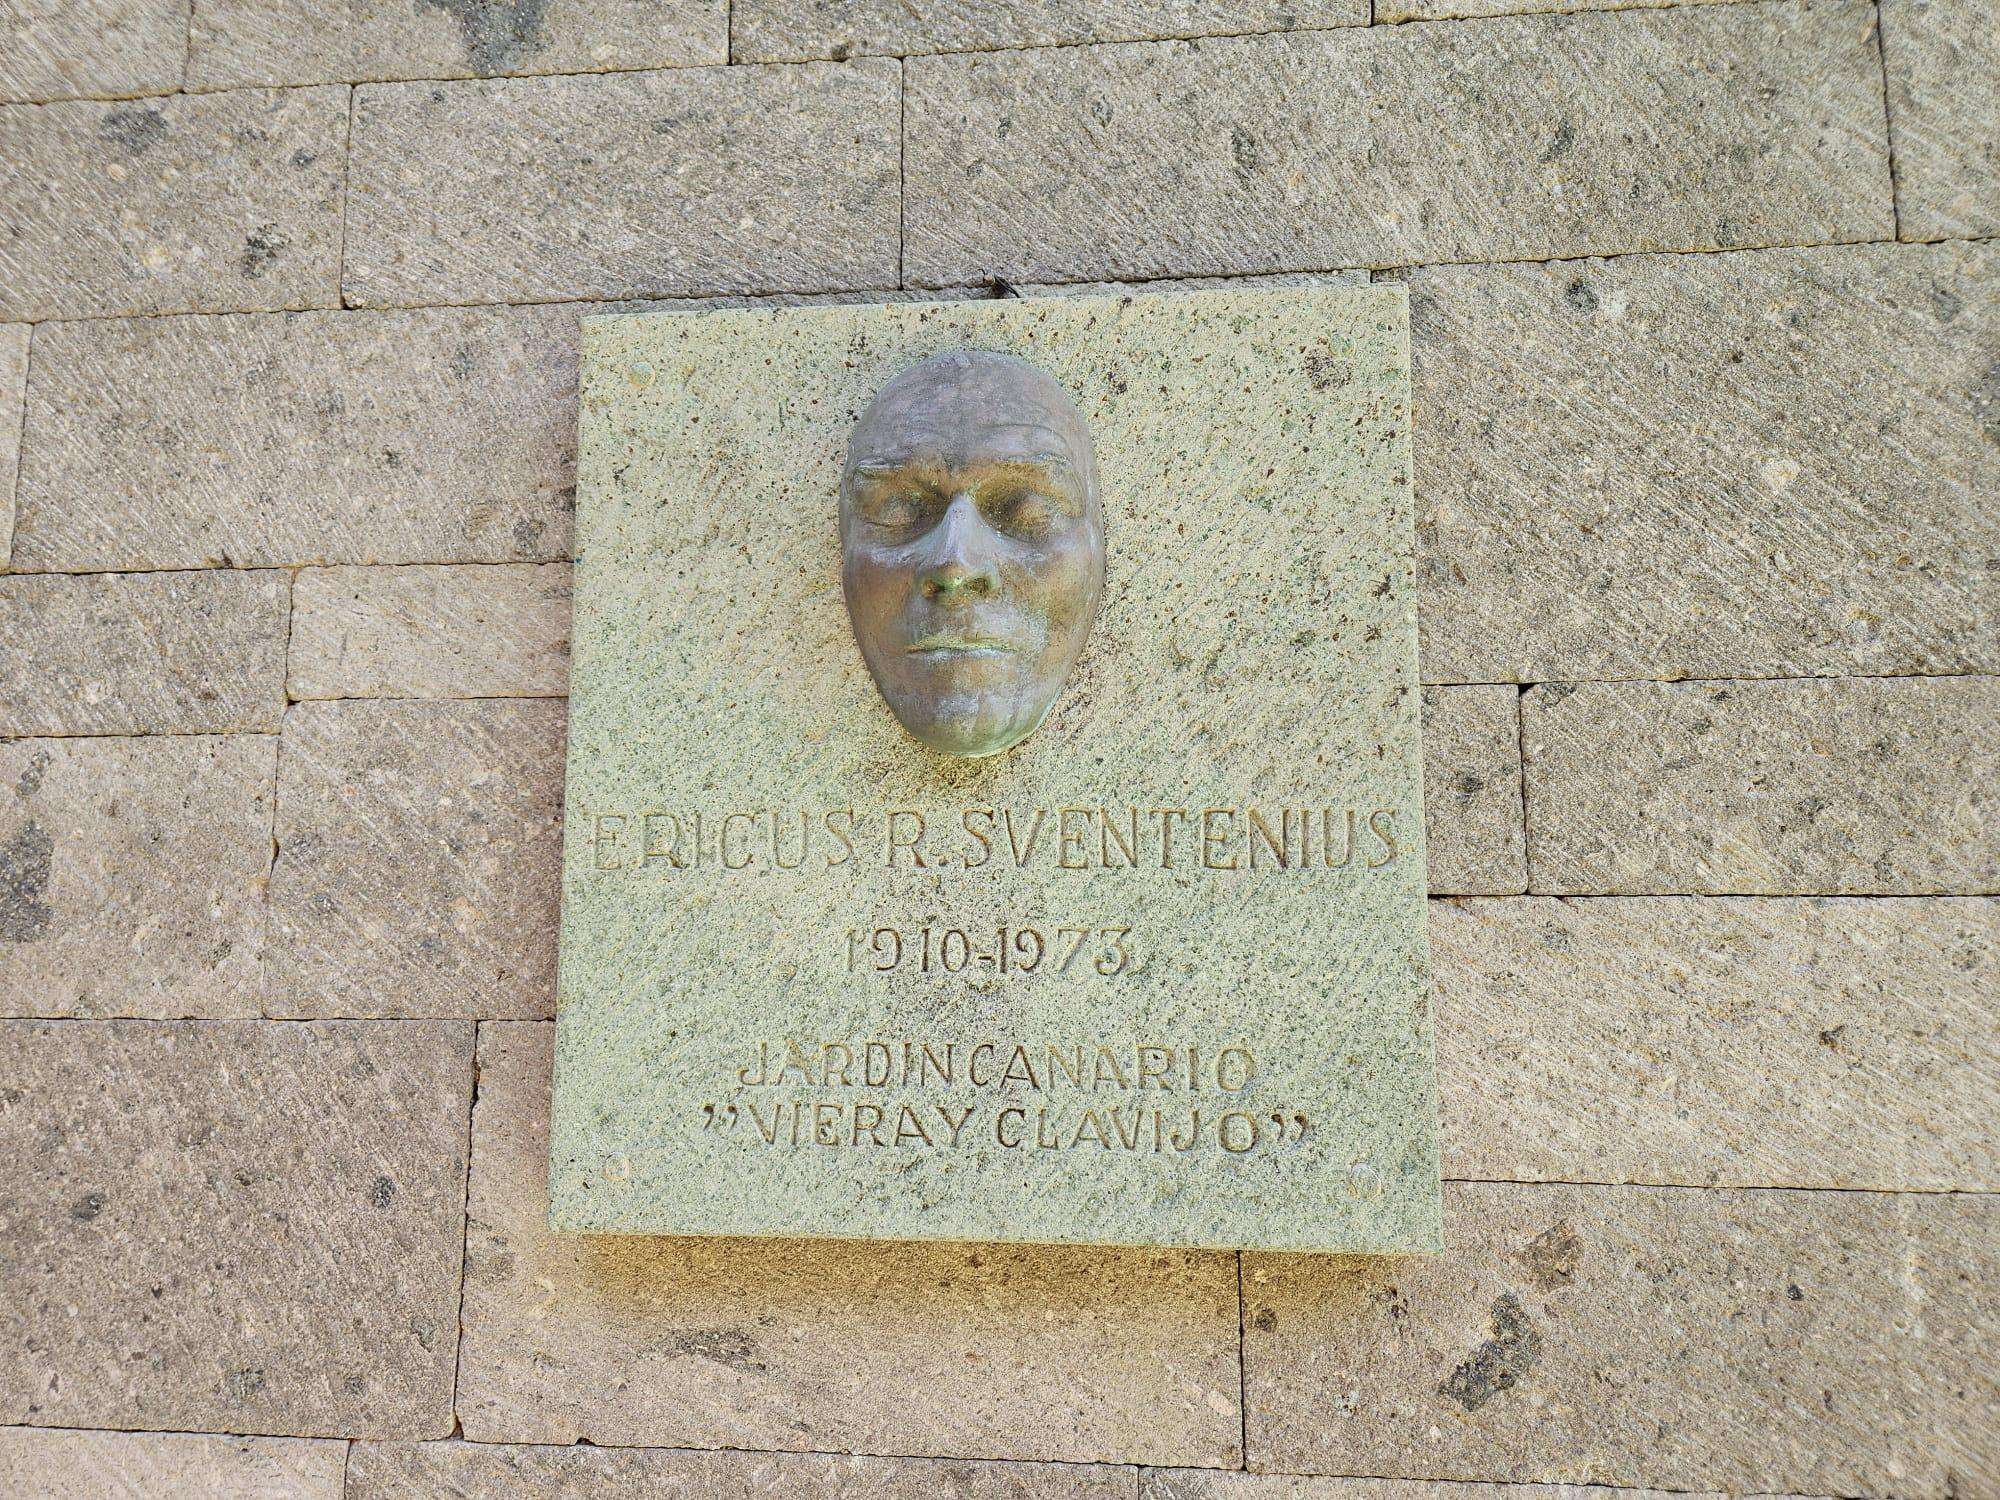 ERICUS R. SVENTENIUS
1910-1973
JARDIN CANARIO
"VIERA Y CLAVIJO"